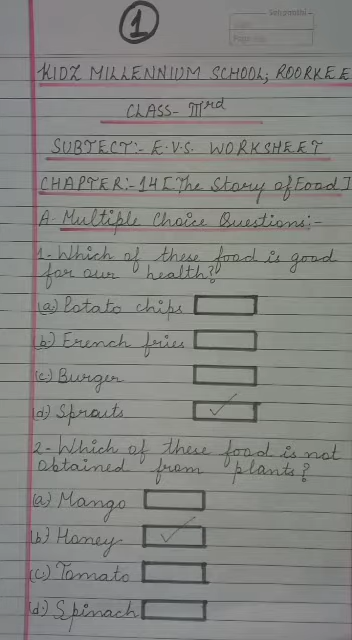 1
KIDZ MILLENNIUM SCHOOL, ROORKEE
CLASS- IIIrd
SUBTECT:- E.V.S. WORKSHEET
CHAPTER:-14 [The Story of Food]
A- Multiple Choice Questions:-
1- Which of these food is good
for our health?
(a) Potato chips
(b) French fries
(c) Burger
(d) Sprouts ✓
2- Which of these food is not
obtained from plants?
(a) Mango
(b) Honey ✓
(c) Tomato
(d) Spinach